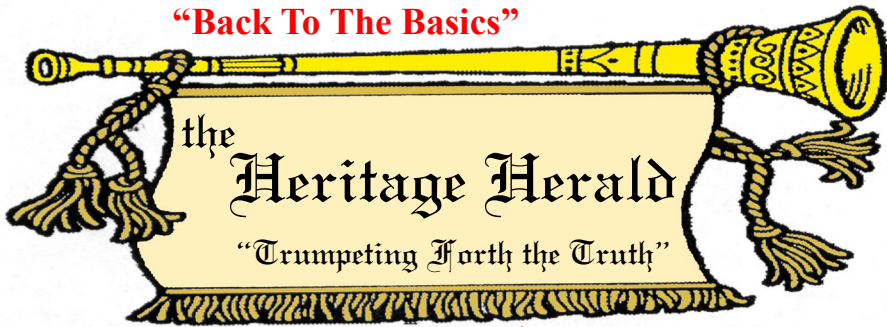 “Back To The Basics”
the
Heritage Herald
“Trumpeting Forth the Truth”